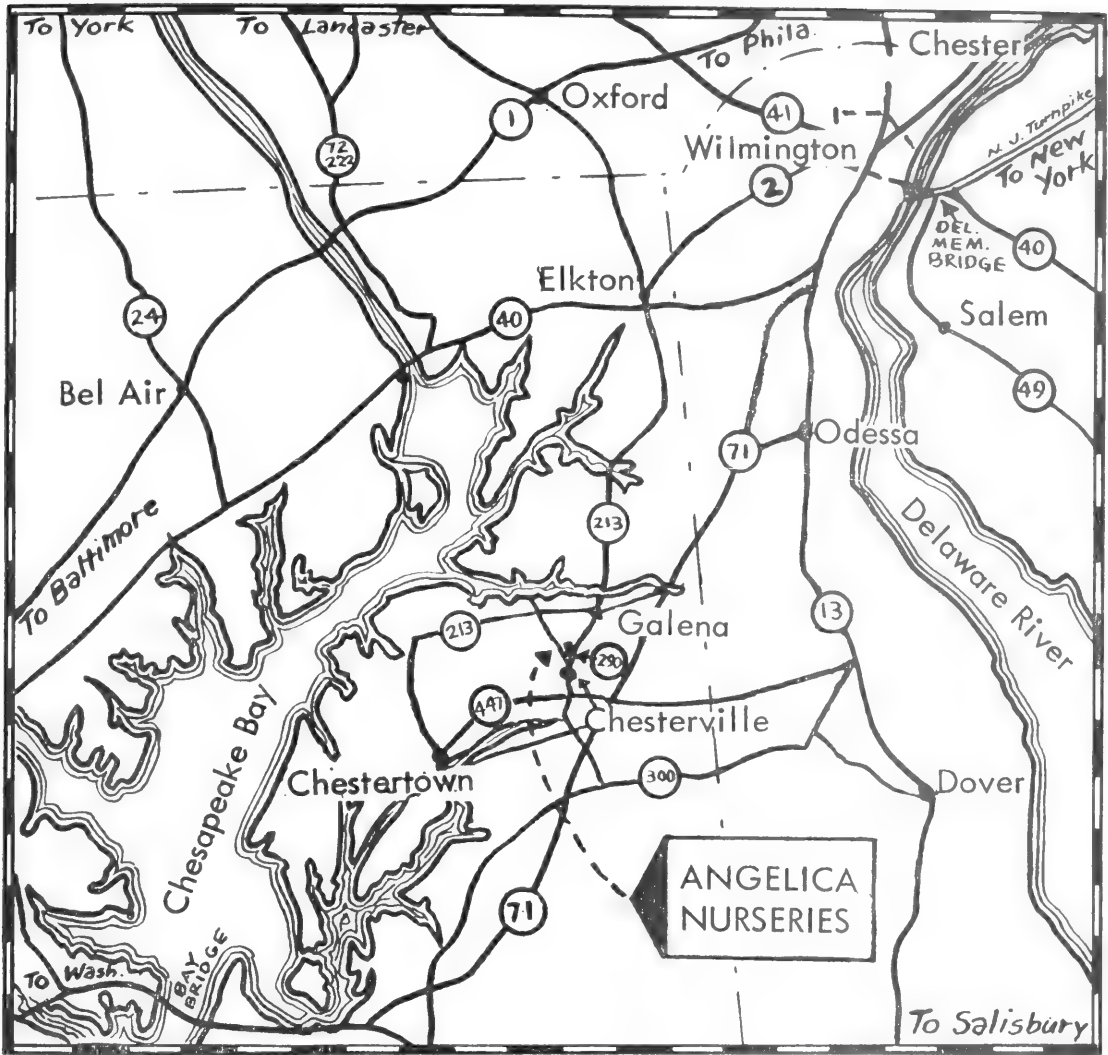 To York
To Lancaster
To Phila.
Chester
Oxford
1
41
1
72
222
Wilmington
2
N. J. Turnpike
To NEW
York
DEL.
MEM.
BRIDGE
40
Elkton
24
40
Salem
Bel Air
49
71
Odessa
213
To Baltimore
Delaware River
13
213
Galena
290
447
Chesterville
Chesapeake Bay
Chestertown
300
Dover
ANGELICA
NURSERIES
71
To Wash.
BAY
BRIDGE
To Salisbury